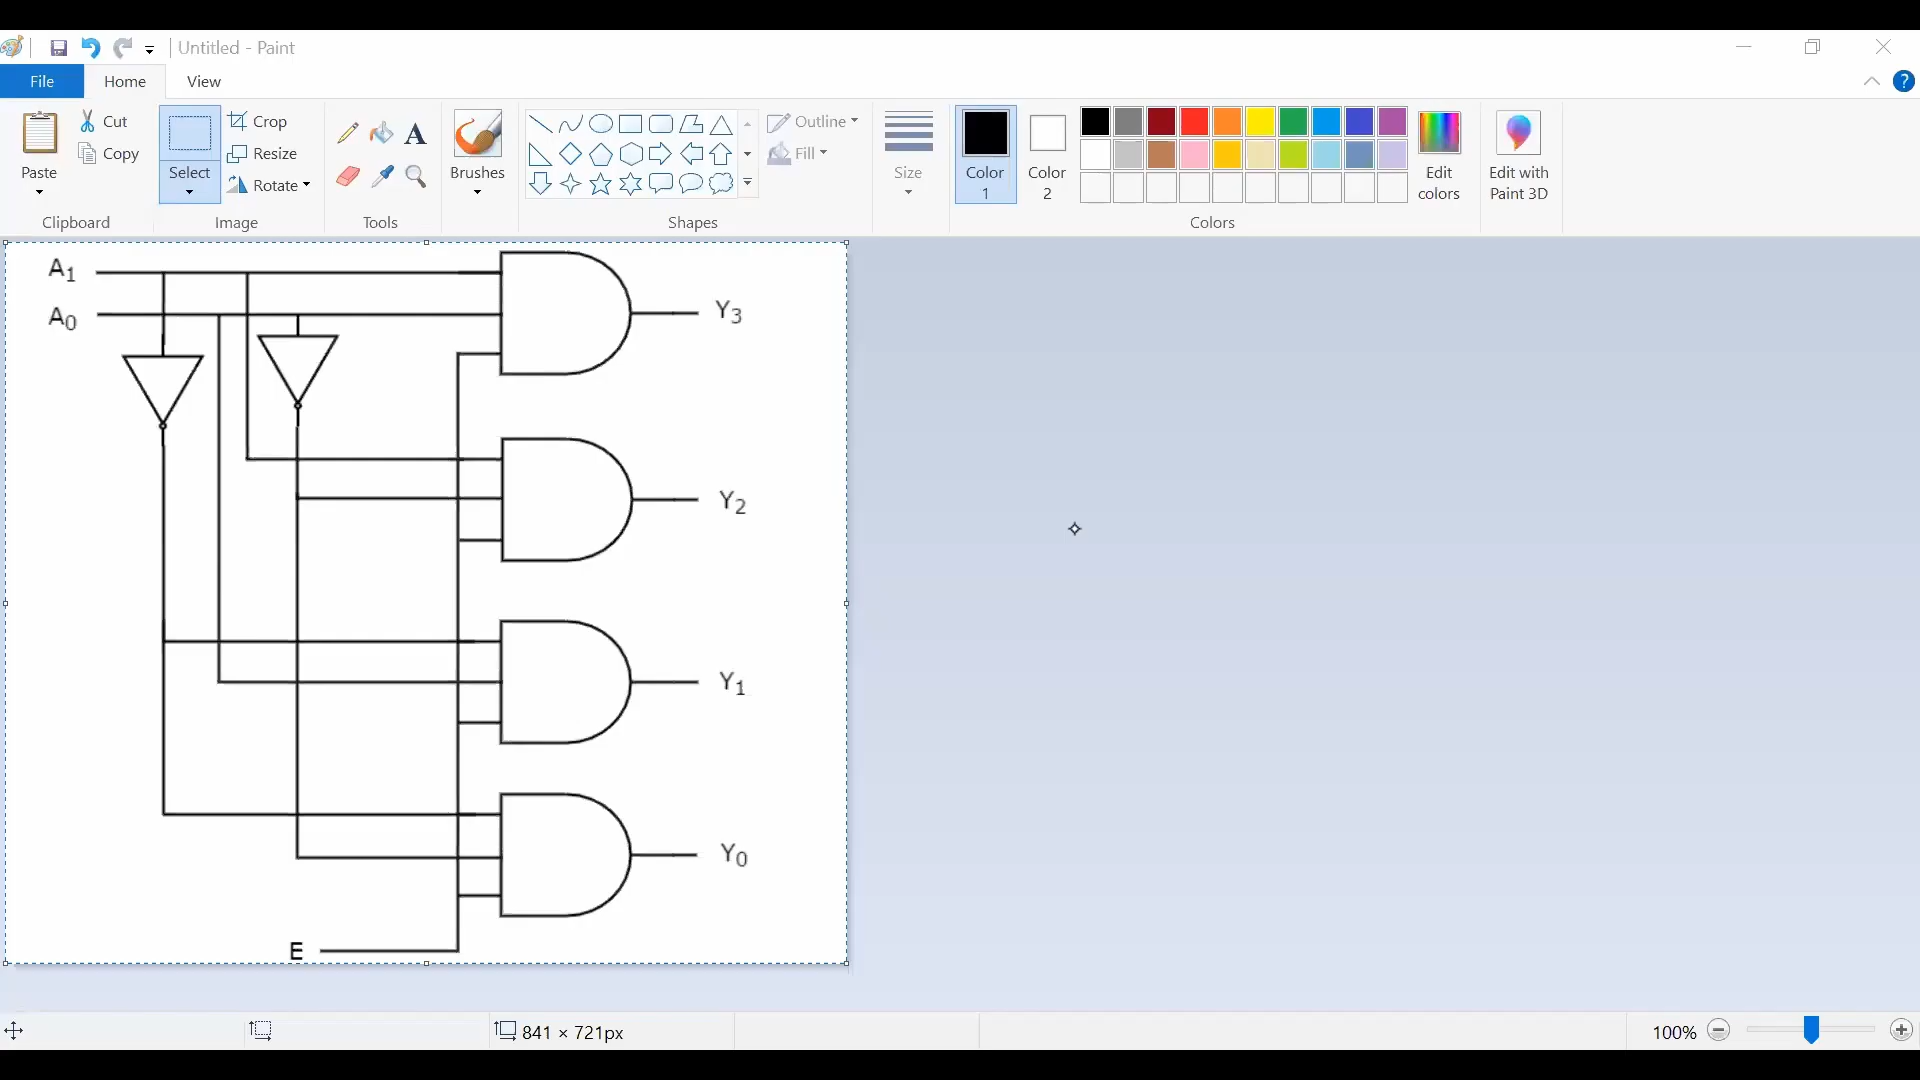 Untitled - Paint
File Home View
Paste
Cut
Copy
Clipboard
Select
Crop
Resize
Rotate
Image
A
Tools
Brushes
Outline
Fill
Shapes
Size
Color 1
Color 2
Edit colors
Colors
Edit with Paint 3D
?
A1
A0
Y3
Y2
Y1
Y0
E
841 × 721px
100%